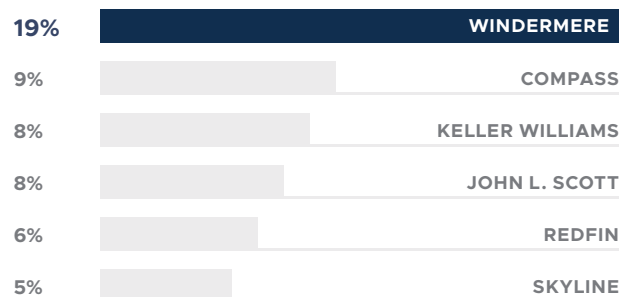 19% WINDERMERE
9% COMPASS
8% KELLER WILLIAMS
8% JOHN L. SCOTT
6% REDFIN
5% SKYLINE